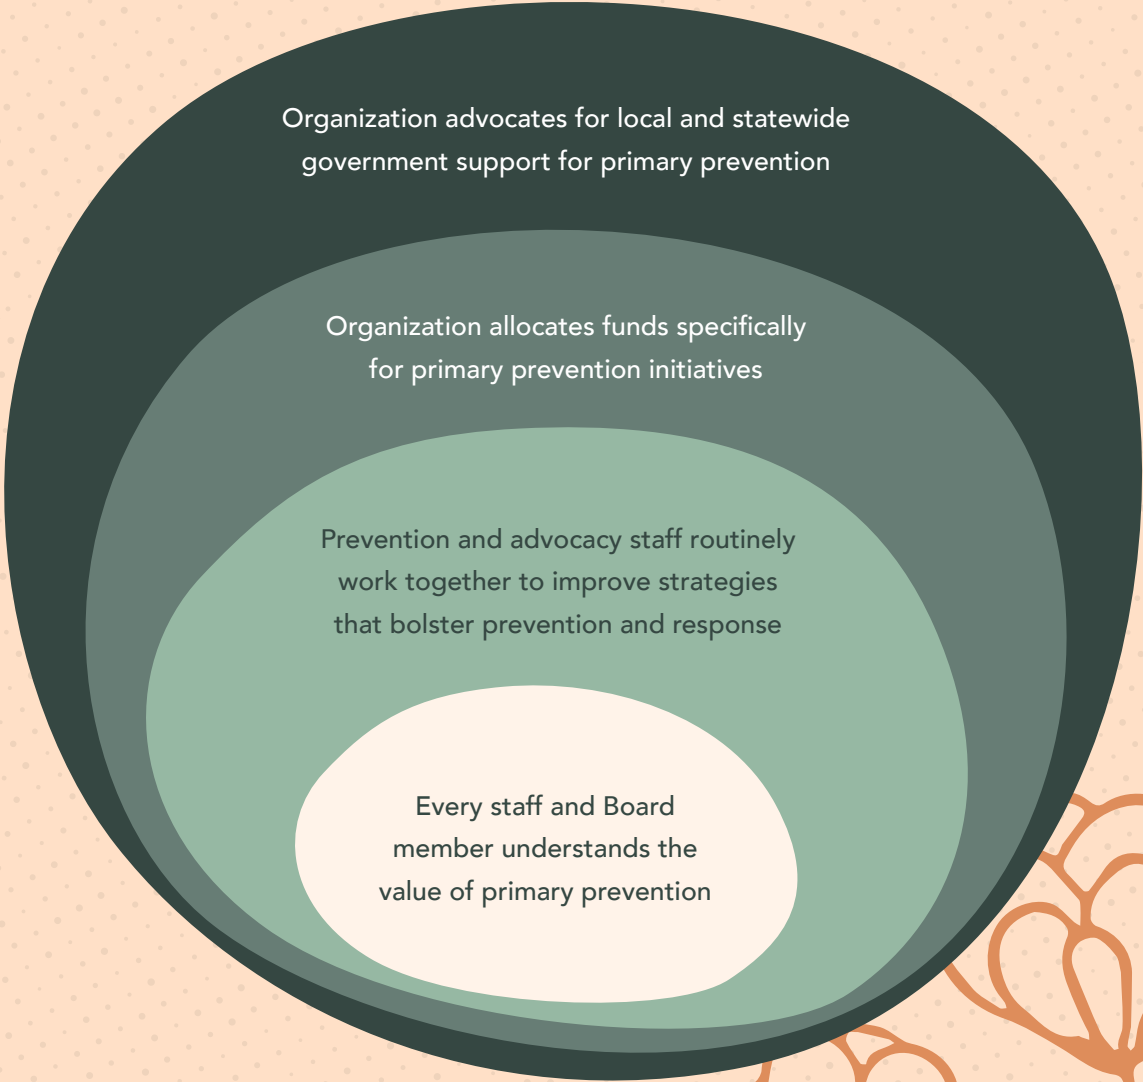 Organization advocates for local and statewide
government support for primary prevention
Organization allocates funds specifically
for primary prevention initiatives
Prevention and advocacy staff routinely
work together to improve strategies
that bolster prevention and response
Every staff and Board
member understands the
value of primary prevention